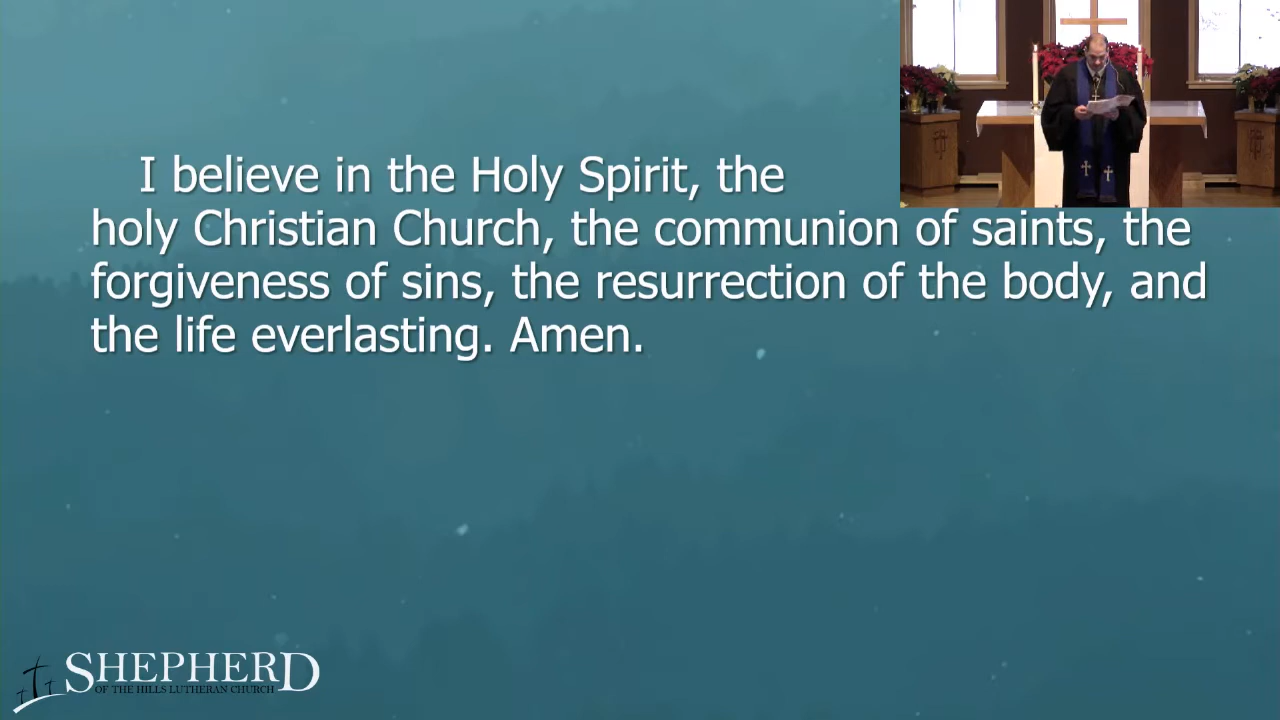 I believe in the Holy Spirit, the
holy Christian Church, the communion of saints, the
forgiveness of sins, the resurrection of the body, and
the life everlasting. Amen.
SHEPHERD
OF THE HILLS LUTHERAN CHURCH